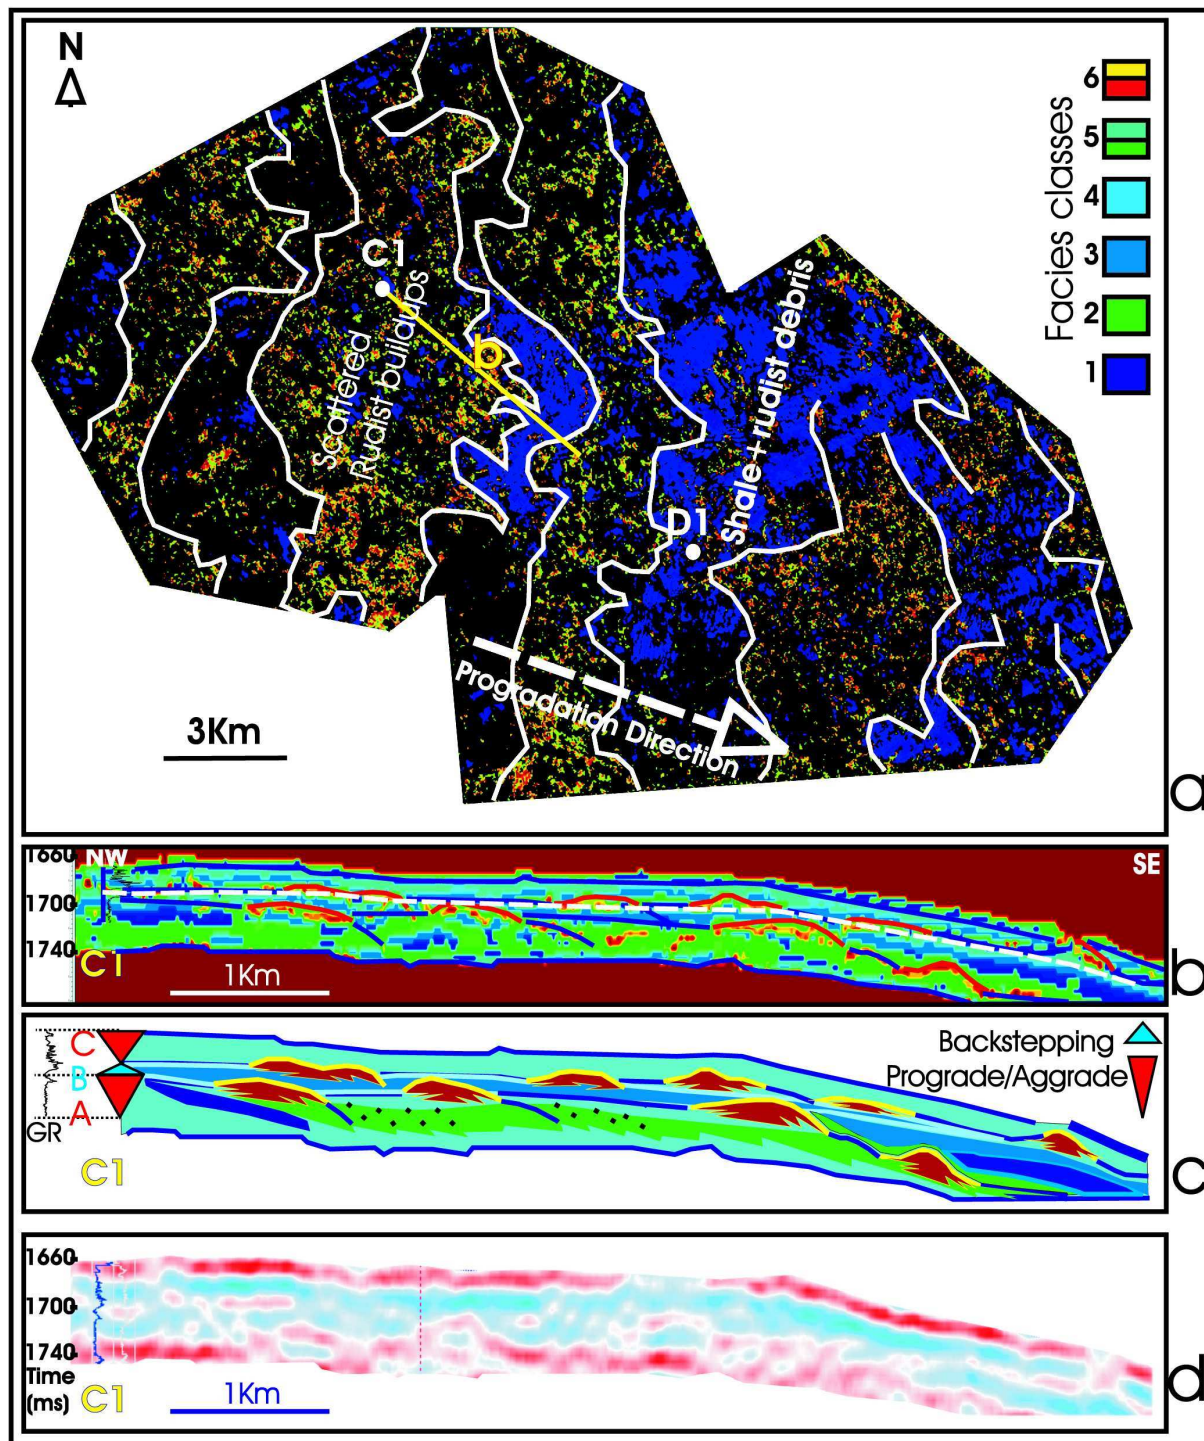 N
6
5
4
3
2
1
Facies classes
C1
Scattered
Rudist buildups
b
Shale+rudist debris
D1
3Km
Progradation Direction
a
1660
NW
SE
1700
1740
C1
1Km
b
C
B
A
GR
C1
Backstepping
Prograde/Aggrade
C
1660
1700
1740
Time
(ms)
C1
1Km
d